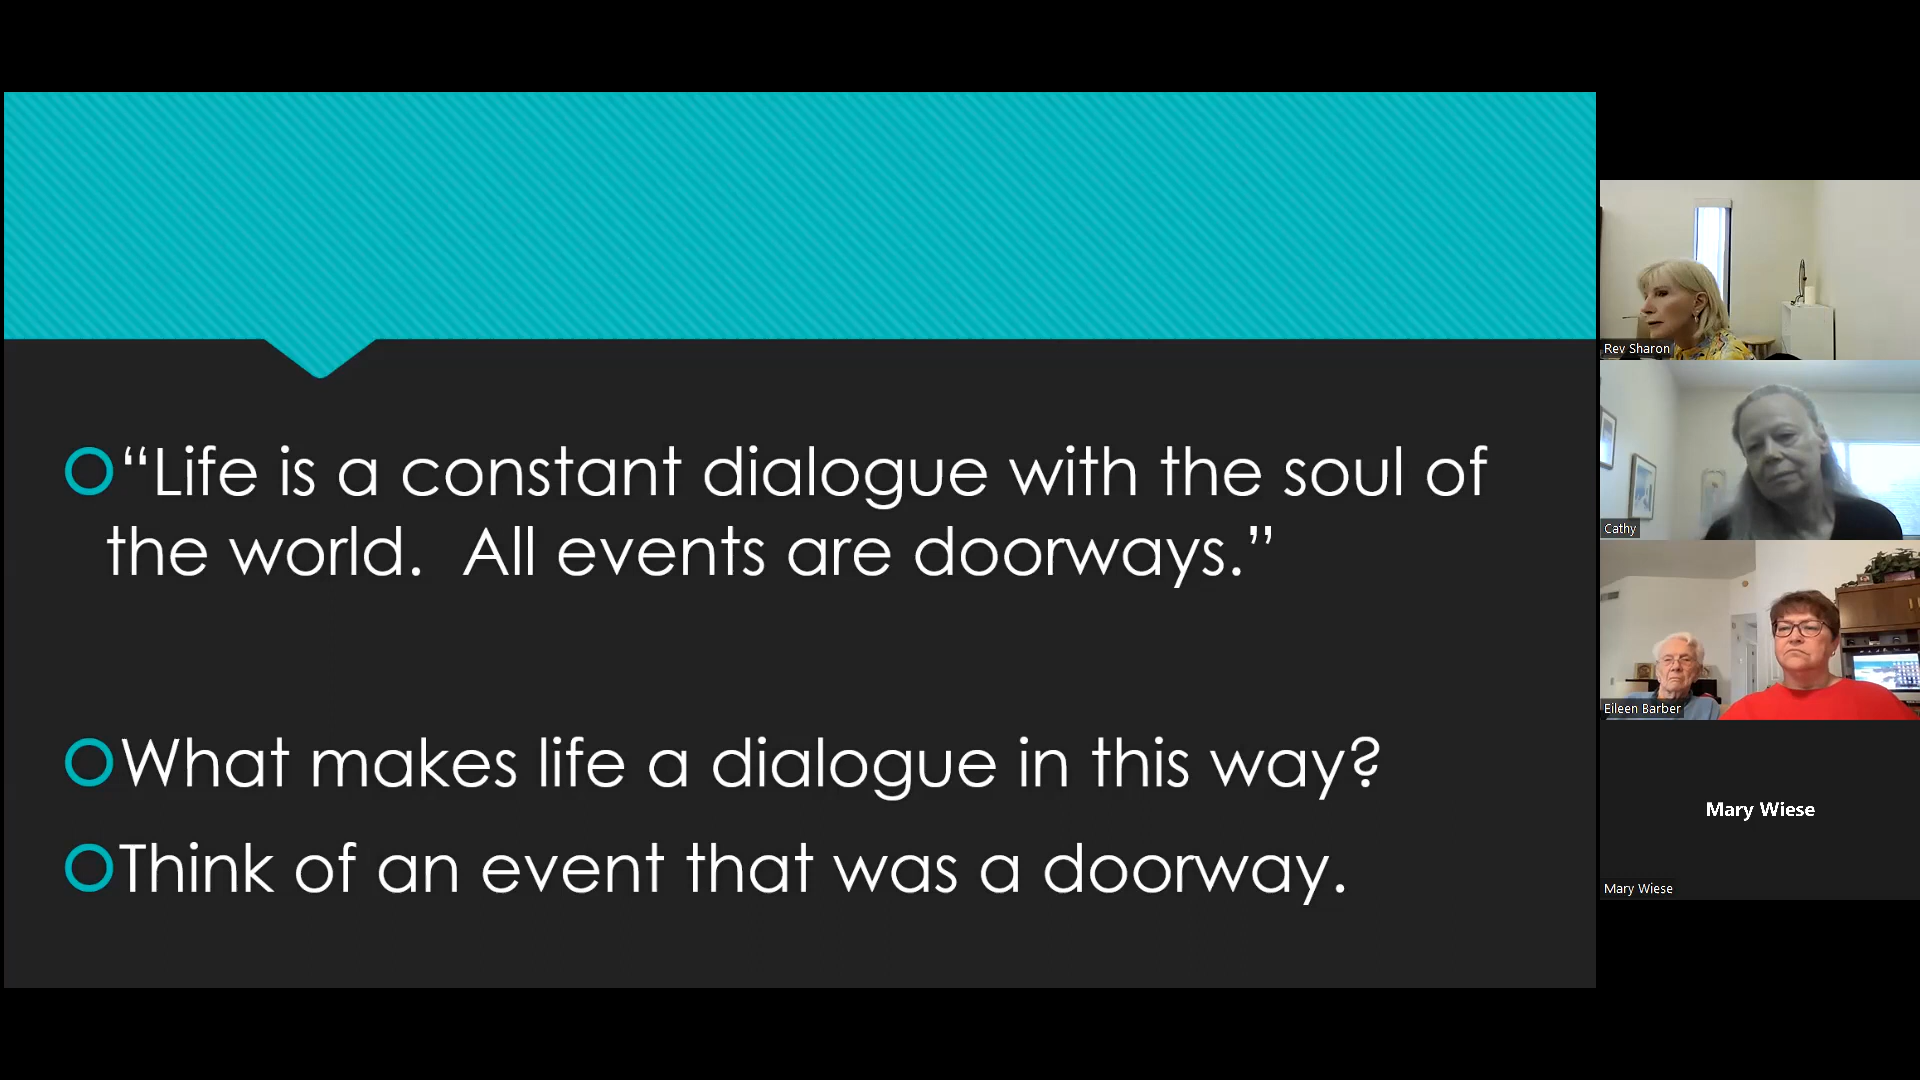 “Life is a constant dialogue with the soul of
the world.  All events are doorways.”
What makes life a dialogue in this way?
Think of an event that was a doorway.
Rev Sharon
Cathy
Eileen Barber
Mary Wiese
Mary Wiese